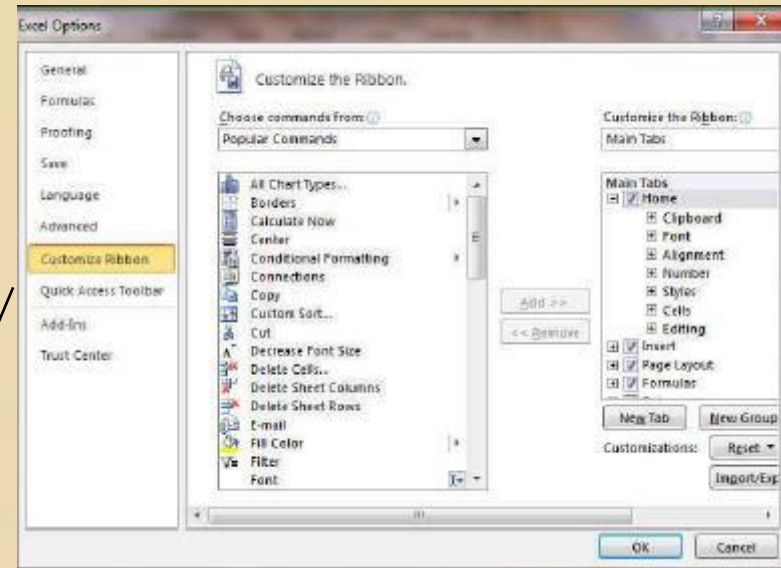 Excel Options
General
Formulas
Proofing
Save
Language
Advanced
Customize Ribbon
Quick Access Toolbar
Add-Ins
Trust Center
Customize the Ribbon.
Choose commands from:
Popular Commands
All Chart Types...
Borders
Calculate Now
Center
Conditional Formatting
Connections
Copy
Custom Sort...
Cut
Decrease Font Size
Delete Cells...
Delete Sheet Columns
Delete Sheet Rows
E-mail
Fill Color
Filter
Font
Add >>
<< Remove
Customize the Ribbon:
Main Tabs
Main Tabs
Home
Clipboard
Font
Alignment
Number
Styles
Cells
Editing
Insert
Page Layout
Formulas
New Tab
New Group
Customizations:
Reset
Import/Exp
OK
Cancel